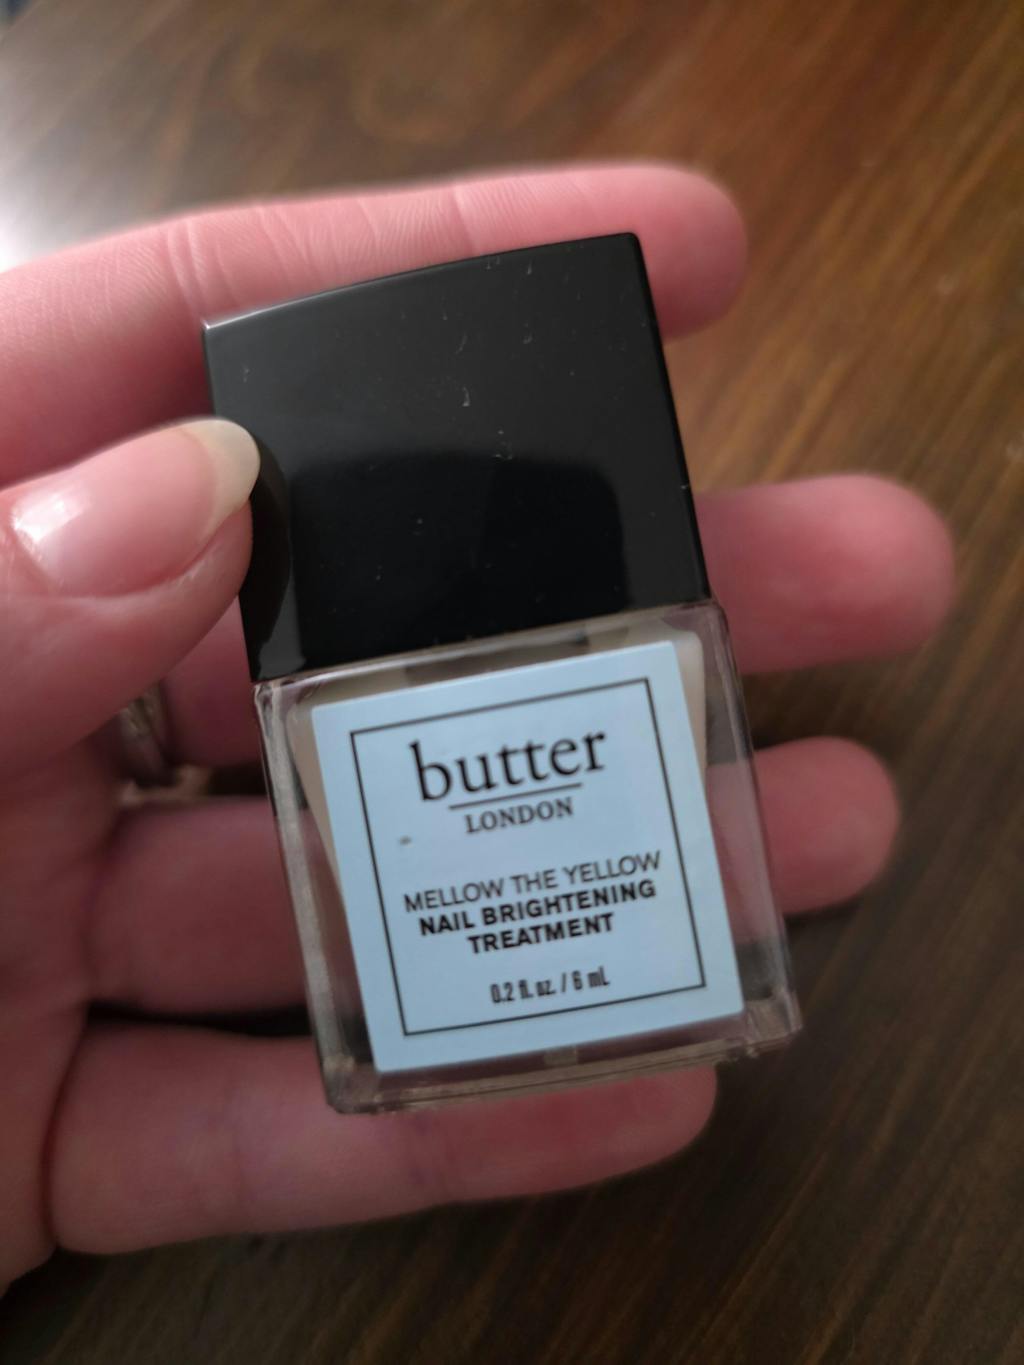 butter
LONDON
MELLOW THE YELLOW
NAIL BRIGHTENING
TREATMENT
0.2 fl. oz. / 6 mL